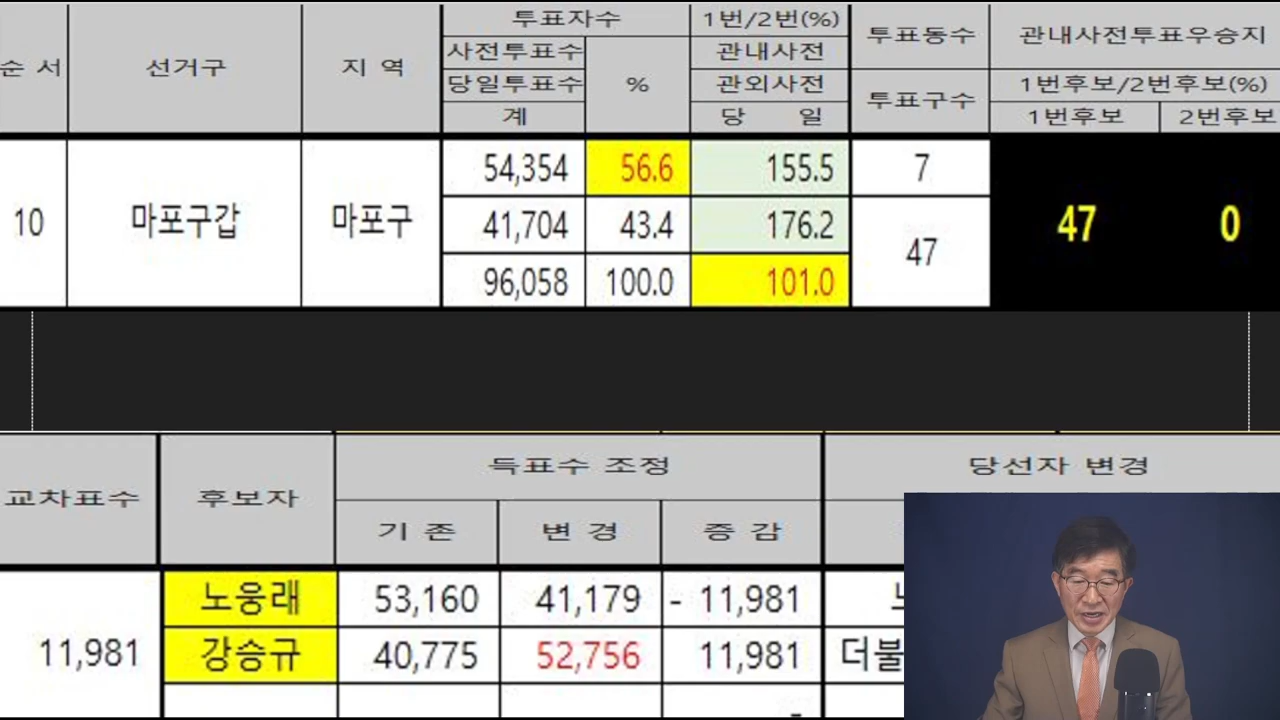 순 서 선거구 지 역 투표자수 1번/2번(%) 투표동수 관내사전투표우승지
사전투표수 % 관내사전
당일투표수 관외사전 투표구수 1번후보/2번후보(%)
계 당 일 1번후보 2번후보
10 마포구갑 마포구 54,354 56.6 155.5 7 47 0
41,704 43.4 176.2 47
96,058 100.0 101.0
교차표수 후보자 득표수 조정 당선자 변경
기 존 변 경 증 감
11,981 노웅래 53,160 41,179 - 11,981
강승규 40,775 52,756 11,981 더불
-